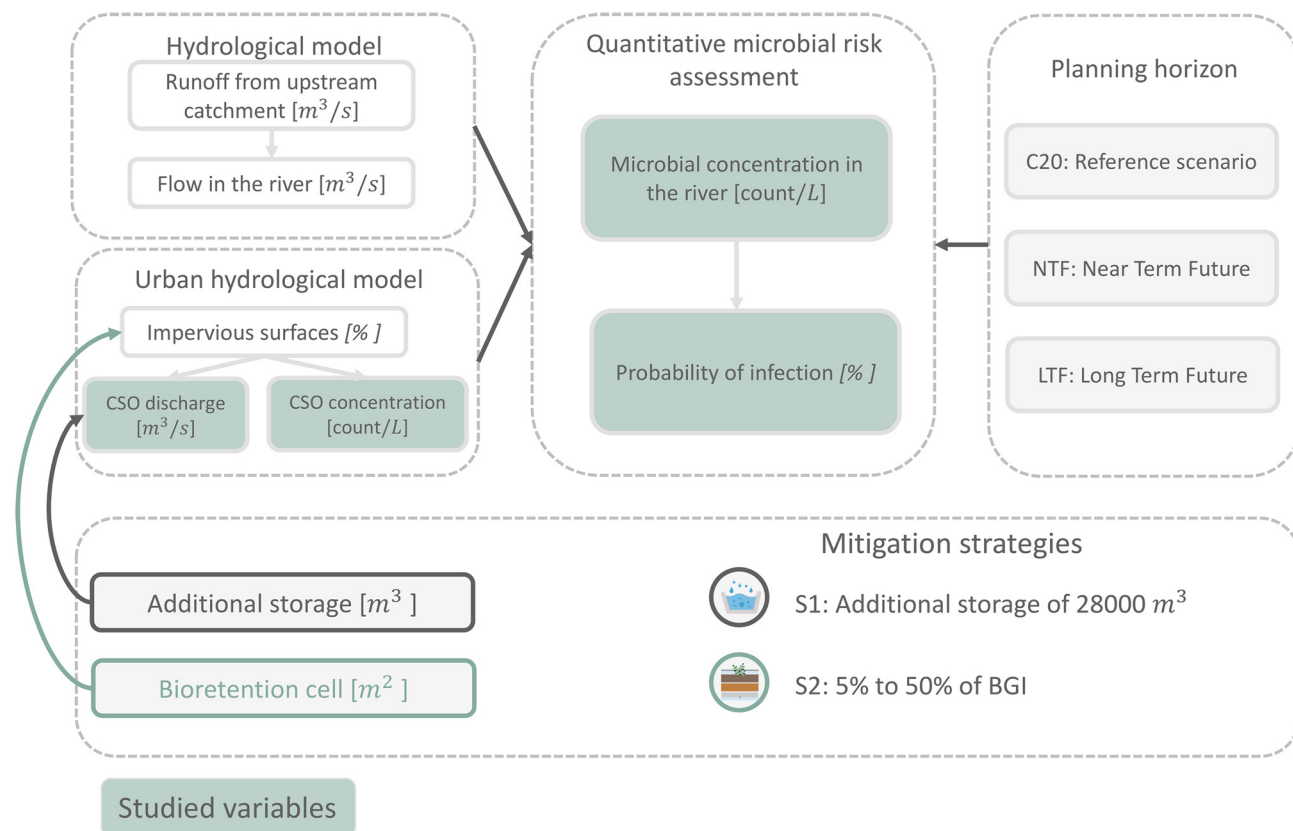 Hydrological model
Runoff from upstream
catchment [m³/s]
Flow in the river [m³/s]
Urban hydrological model
Impervious surfaces [% ]
CSO discharge
[m³/s]
CSO concentration
[count/L]
Quantitative microbial risk
assessment
Microbial concentration in
the river [count/L]
Probability of infection [% ]
Planning horizon
C20: Reference scenario
NTF: Near Term Future
LTF: Long Term Future
Mitigation strategies
Additional storage [m³ ]
Bioretention cell [m² ]
S1: Additional storage of 28000 m³
S2: 5% to 50% of BGI
Studied variables